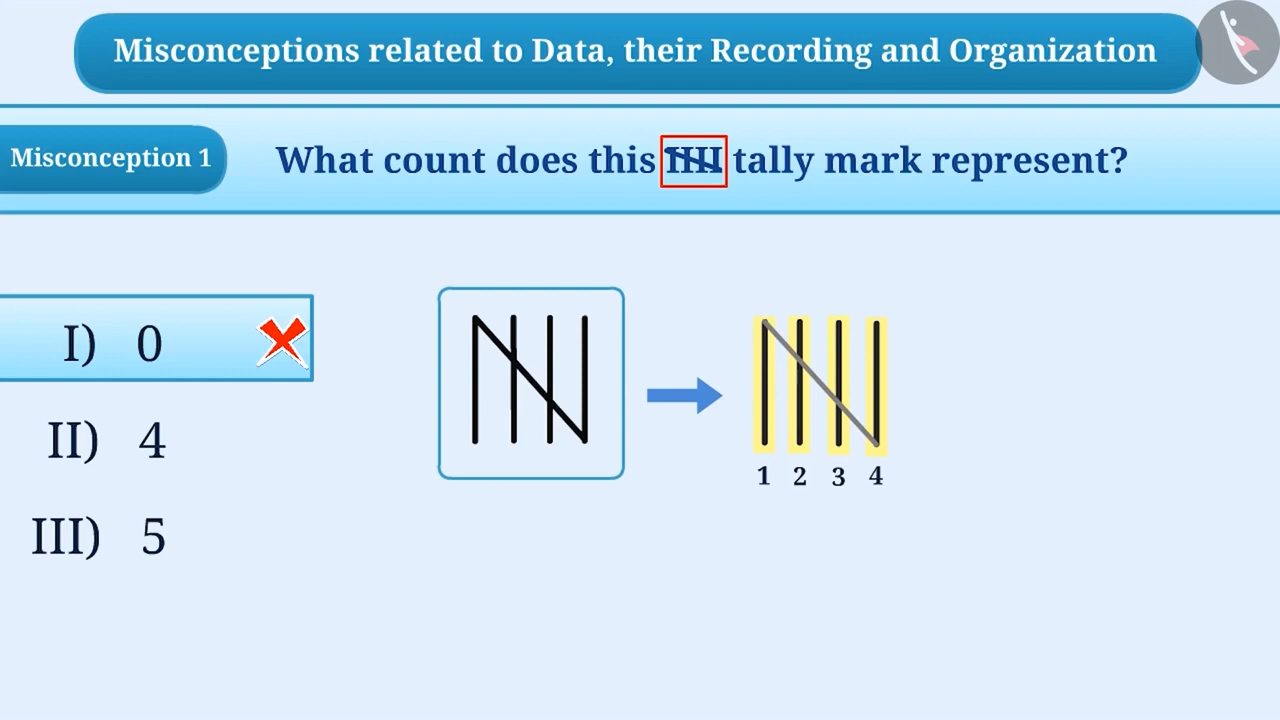 Misconceptions related to Data, their Recording and Organization
Misconception 1
What count does this tally mark represent?
I) 0
II) 4
III) 5
1 2 3 4